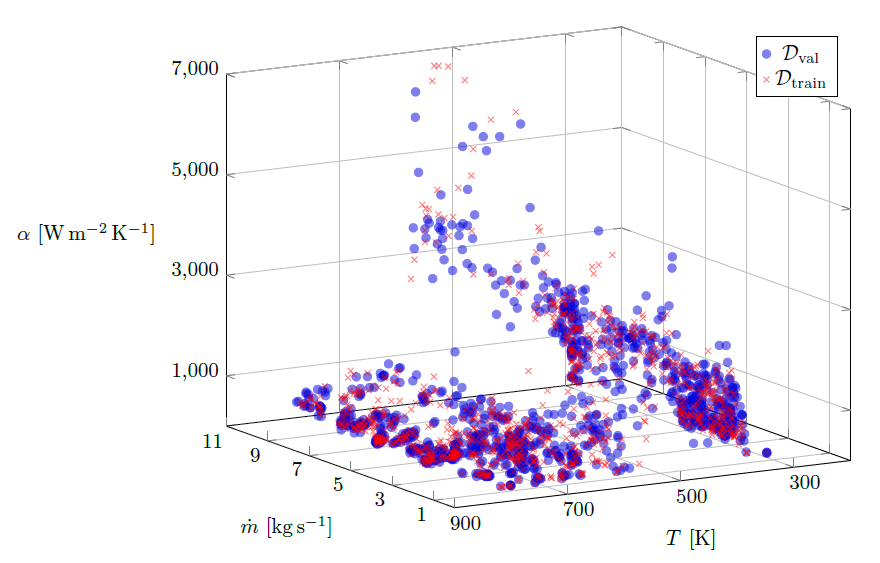 7,000
5,000
3,000
1,000
α [W m⁻² K⁻¹]
𝒟val
𝒟train
11
9
7
5
3
1
ṁ [kg s⁻¹]
900
700
500
300
T [K]